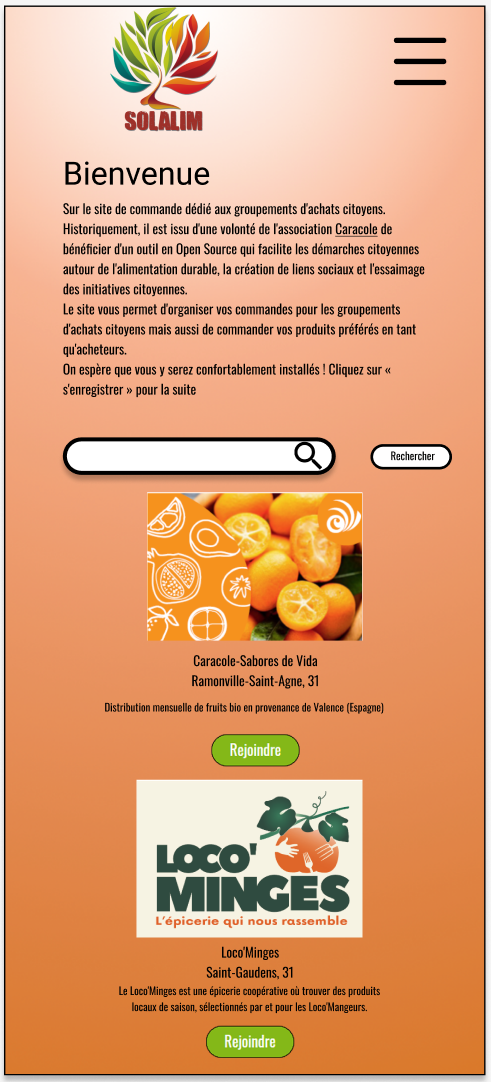 SOLALIM
Bienvenue
Sur le site de commande dédié aux groupements d'achats citoyens.
Historiquement, il est issu d'une volonté de l'association Caracole de
bénéficier d'un outil en Open Source qui facilite les démarches citoyennes
autour de l'alimentation durable, la création de liens sociaux et l'essaimage
des initiatives citoyennes.
Le site vous permet d'organiser vos commandes pour les groupements
d'achats citoyens mais aussi de commander vos produits préférés en tant
qu'acheteurs.
On espère que vous y serez confortablement installés ! Cliquez sur «
s'enregistrer » pour la suite
Rechercher
Caracole-Sabores de Vida
Ramonville-Saint-Agne, 31
Distribution mensuelle de fruits bio en provenance de Valence (Espagne)
Rejoindre
LOCO'
MINGES
L'épicerie qui nous rassemble
Loco'Minges
Saint-Gaudens, 31
Le Loco'Minges est une épicerie coopérative où trouver des produits
locaux de saison, sélectionnés par et pour les Loco'Mangeurs.
Rejoindre